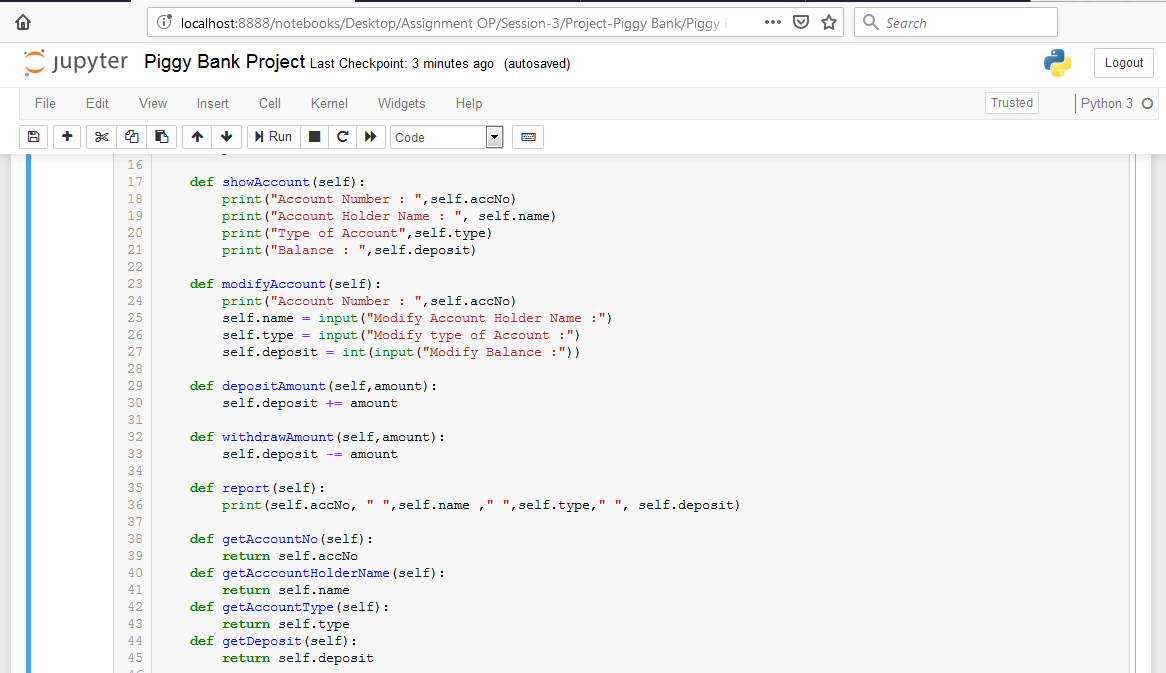 localhost:8888/notebooks/Desktop/Assignment OP/Session-3/Project-Piggy Bank/Piggy
Search
jupyter Piggy Bank Project Last Checkpoint: 3 minutes ago (autosaved)
Logout
File Edit View Insert Cell Kernel Widgets Help
Trusted
Python 3
Run
Code
16
17 def showAccount(self):
18 print("Account Number : ",self.accNo)
19 print("Account Holder Name : ", self.name)
20 print("Type of Account",self.type)
21 print("Balance : ",self.deposit)
22
23 def modifyAccount(self):
24 print("Account Number : ",self.accNo)
25 self.name = input("Modify Account Holder Name :")
26 self.type = input("Modify type of Account :")
27 self.deposit = int(input("Modify Balance :"))
28
29 def depositAmount(self,amount):
30 self.deposit += amount
31
32 def withdrawAmount(self,amount):
33 self.deposit -= amount
34
35 def report(self):
36 print(self.accNo, " ",self.name ," ",self.type," ", self.deposit)
37
38 def getAccountNo(self):
39 return self.accNo
40 def getAcccountHolderName(self):
41 return self.name
42 def getAccountType(self):
43 return self.type
44 def getDeposit(self):
45 return self.deposit